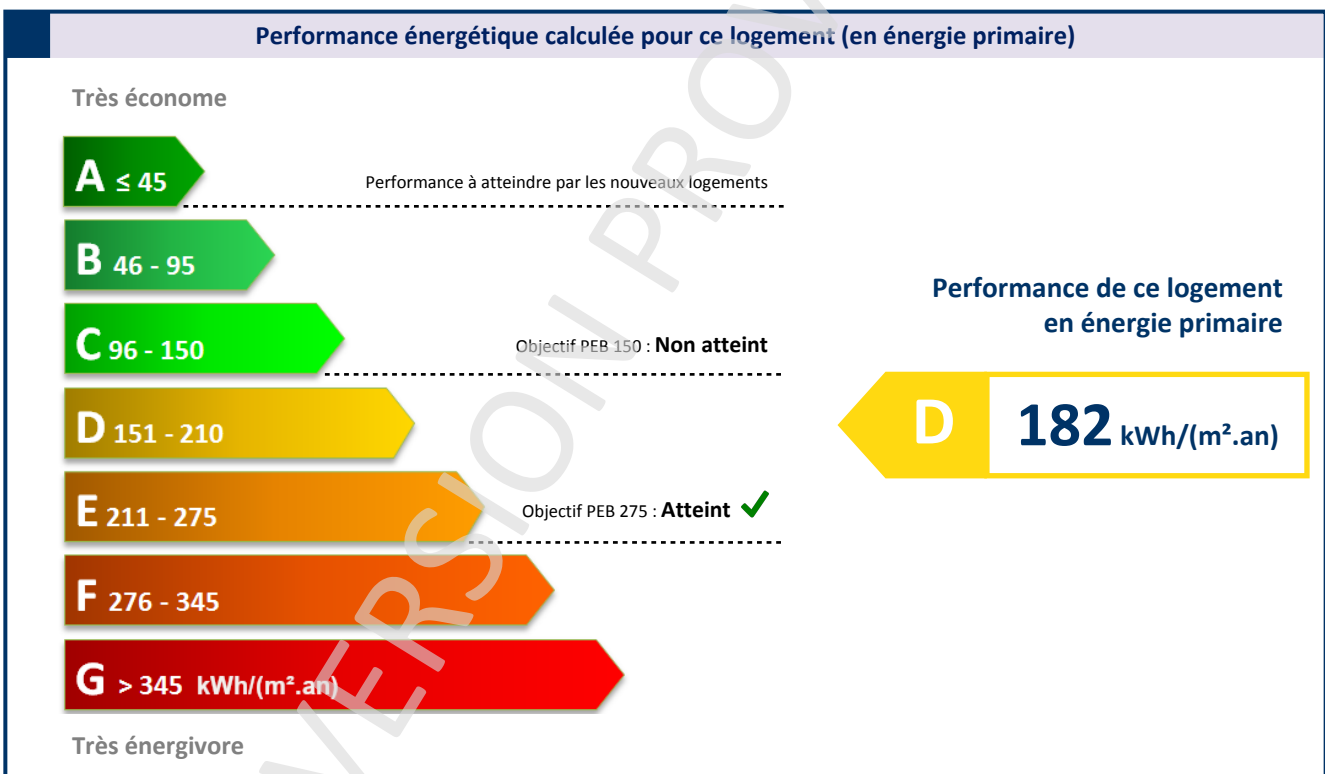 Performance énergétique calculée pour ce logement (en énergie primaire)
Très économe
A ≤ 45
Performance à atteindre par les nouveaux logements
B 46 - 95
C 96 - 150
Objectif PEB 150 : Non atteint
D 151 - 210
E 211 - 275
Objectif PEB 275 : Atteint ✓
F 276 - 345
G > 345 kWh/(m².an)
Très énergivore
Performance de ce logement
en énergie primaire
D 182 kWh/(m².an)
VERSION PROV